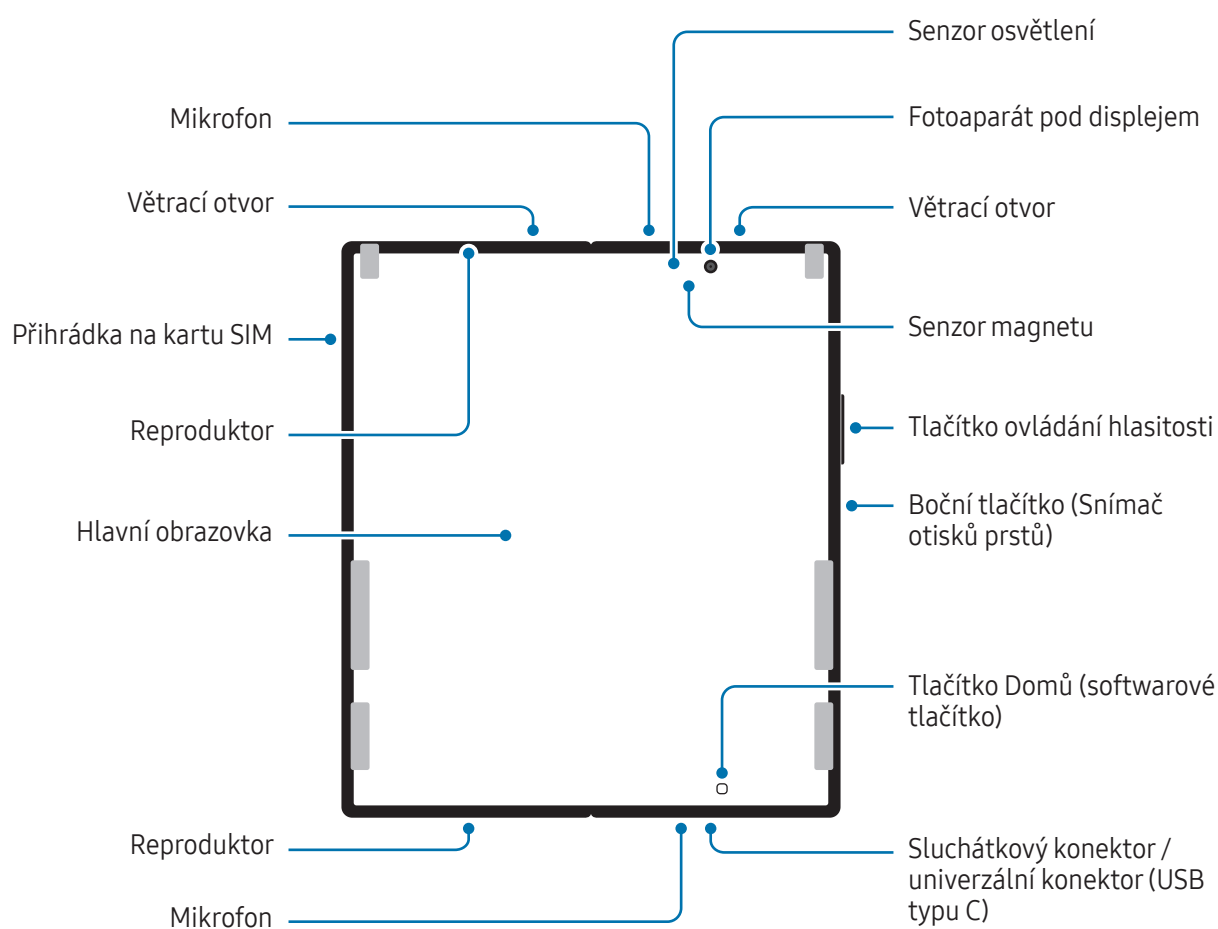 Senzor osvětlení
Mikrofon
Fotoaparát pod displejem
Větrací otvor
Větrací otvor
Přihrádka na kartu SIM
Senzor magnetu
Reproduktor
Tlačítko ovládání hlasitosti
Hlavní obrazovka
Boční tlačítko (Snímač
otisků prstů)
Tlačítko Domů (softwarové
tlačítko)
Reproduktor
Sluchátkový konektor /
univerzální konektor (USB
typu C)
Mikrofon